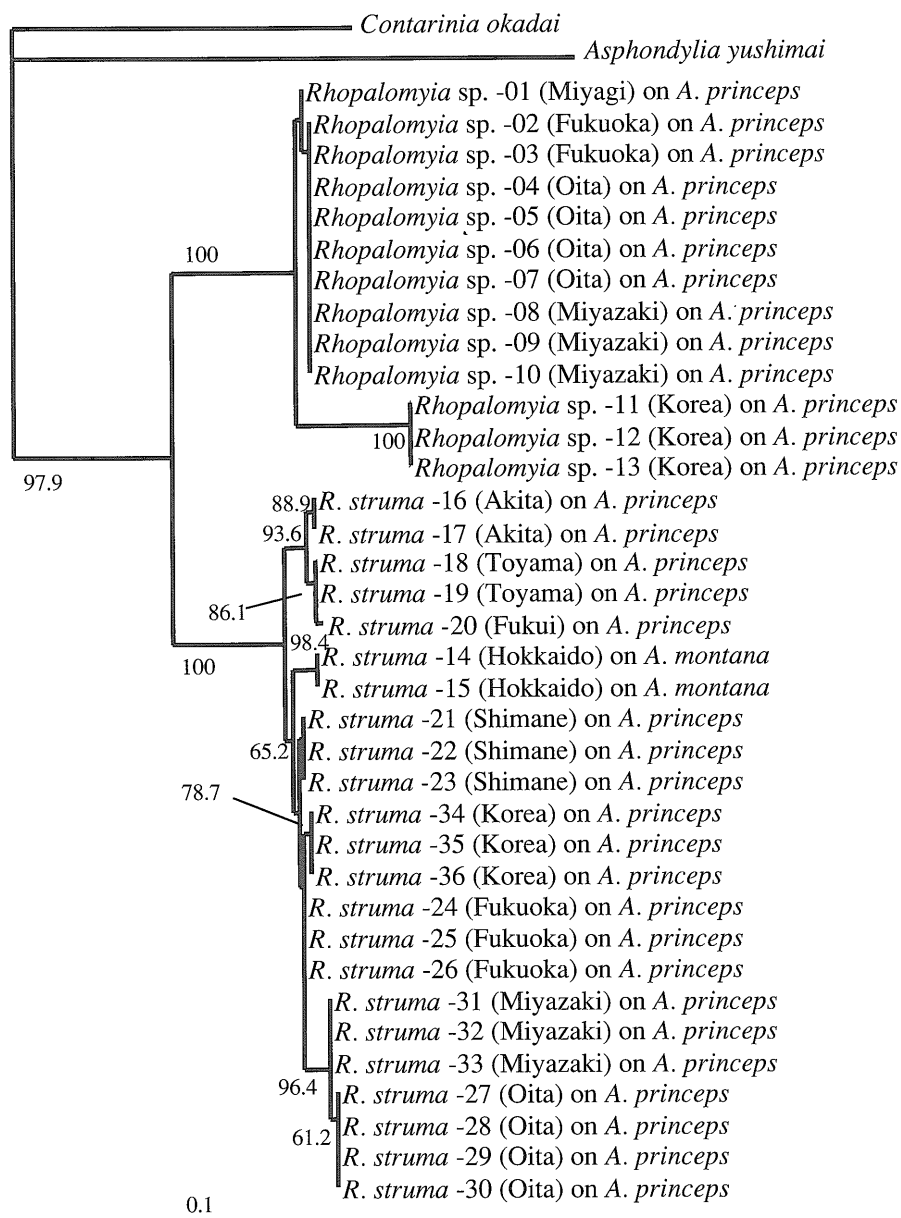 Contarinia okadai
Asphondylia yushimai
Rhopalomyia sp. -01 (Miyagi) on A. princeps
Rhopalomyia sp. -02 (Fukuoka) on A. princeps
Rhopalomyia sp. -03 (Fukuoka) on A. princeps
Rhopalomyia sp. -04 (Oita) on A. princeps
Rhopalomyia sp. -05 (Oita) on A. princeps
Rhopalomyia sp. -06 (Oita) on A. princeps
100
Rhopalomyia sp. -07 (Oita) on A. princeps
Rhopalomyia sp. -08 (Miyazaki) on A. princeps
Rhopalomyia sp. -09 (Miyazaki) on A. princeps
Rhopalomyia sp. -10 (Miyazaki) on A. princeps
Rhopalomyia sp. -11 (Korea) on A. princeps
100 Rhopalomyia sp. -12 (Korea) on A. princeps
Rhopalomyia sp. -13 (Korea) on A. princeps
97.9
88.9 R. struma -16 (Akita) on A. princeps
93.6 R. struma -17 (Akita) on A. princeps
R. struma -18 (Toyama) on A. princeps
R. struma -19 (Toyama) on A. princeps
86.1
R. struma -20 (Fukui) on A. princeps
98.4
R. struma -14 (Hokkaido) on A. montana
100
R. struma -15 (Hokkaido) on A. montana
R. struma -21 (Shimane) on A. princeps
65.2 R. struma -22 (Shimane) on A. princeps
R. struma -23 (Shimane) on A. princeps
78.7
R. struma -34 (Korea) on A. princeps
R. struma -35 (Korea) on A. princeps
R. struma -36 (Korea) on A. princeps
R. struma -24 (Fukuoka) on A. princeps
R. struma -25 (Fukuoka) on A. princeps
R. struma -26 (Fukuoka) on A. princeps
R. struma -31 (Miyazaki) on A. princeps
R. struma -32 (Miyazaki) on A. princeps
R. struma -33 (Miyazaki) on A. princeps
96.4
R. struma -27 (Oita) on A. princeps
R. struma -28 (Oita) on A. princeps
61.2
R. struma -29 (Oita) on A. princeps
R. struma -30 (Oita) on A. princeps
0.1